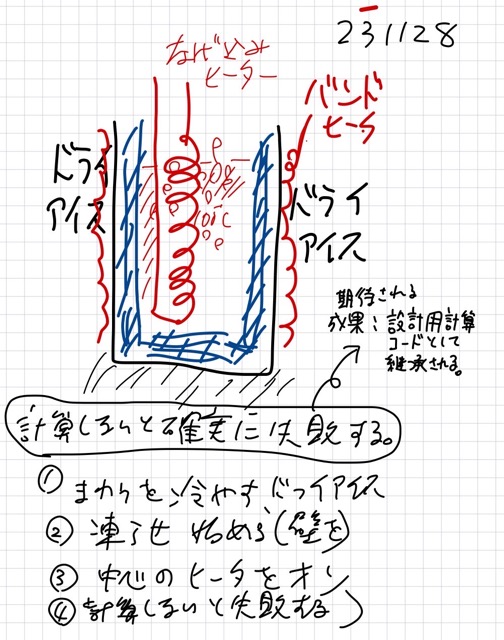 231128
なげ込み
ヒーター
バンド
ヒータ
ドライ
アイス
ドライ
アイス
0℃
期待される
成果:設計用計算
コードとして
継承される。
計算しないと確実に失敗する。
① まわりを冷やす、ドライアイス
② 凍らせ始める(壁を)
③ 中心のヒータをオン
④ 計算しないと失敗する